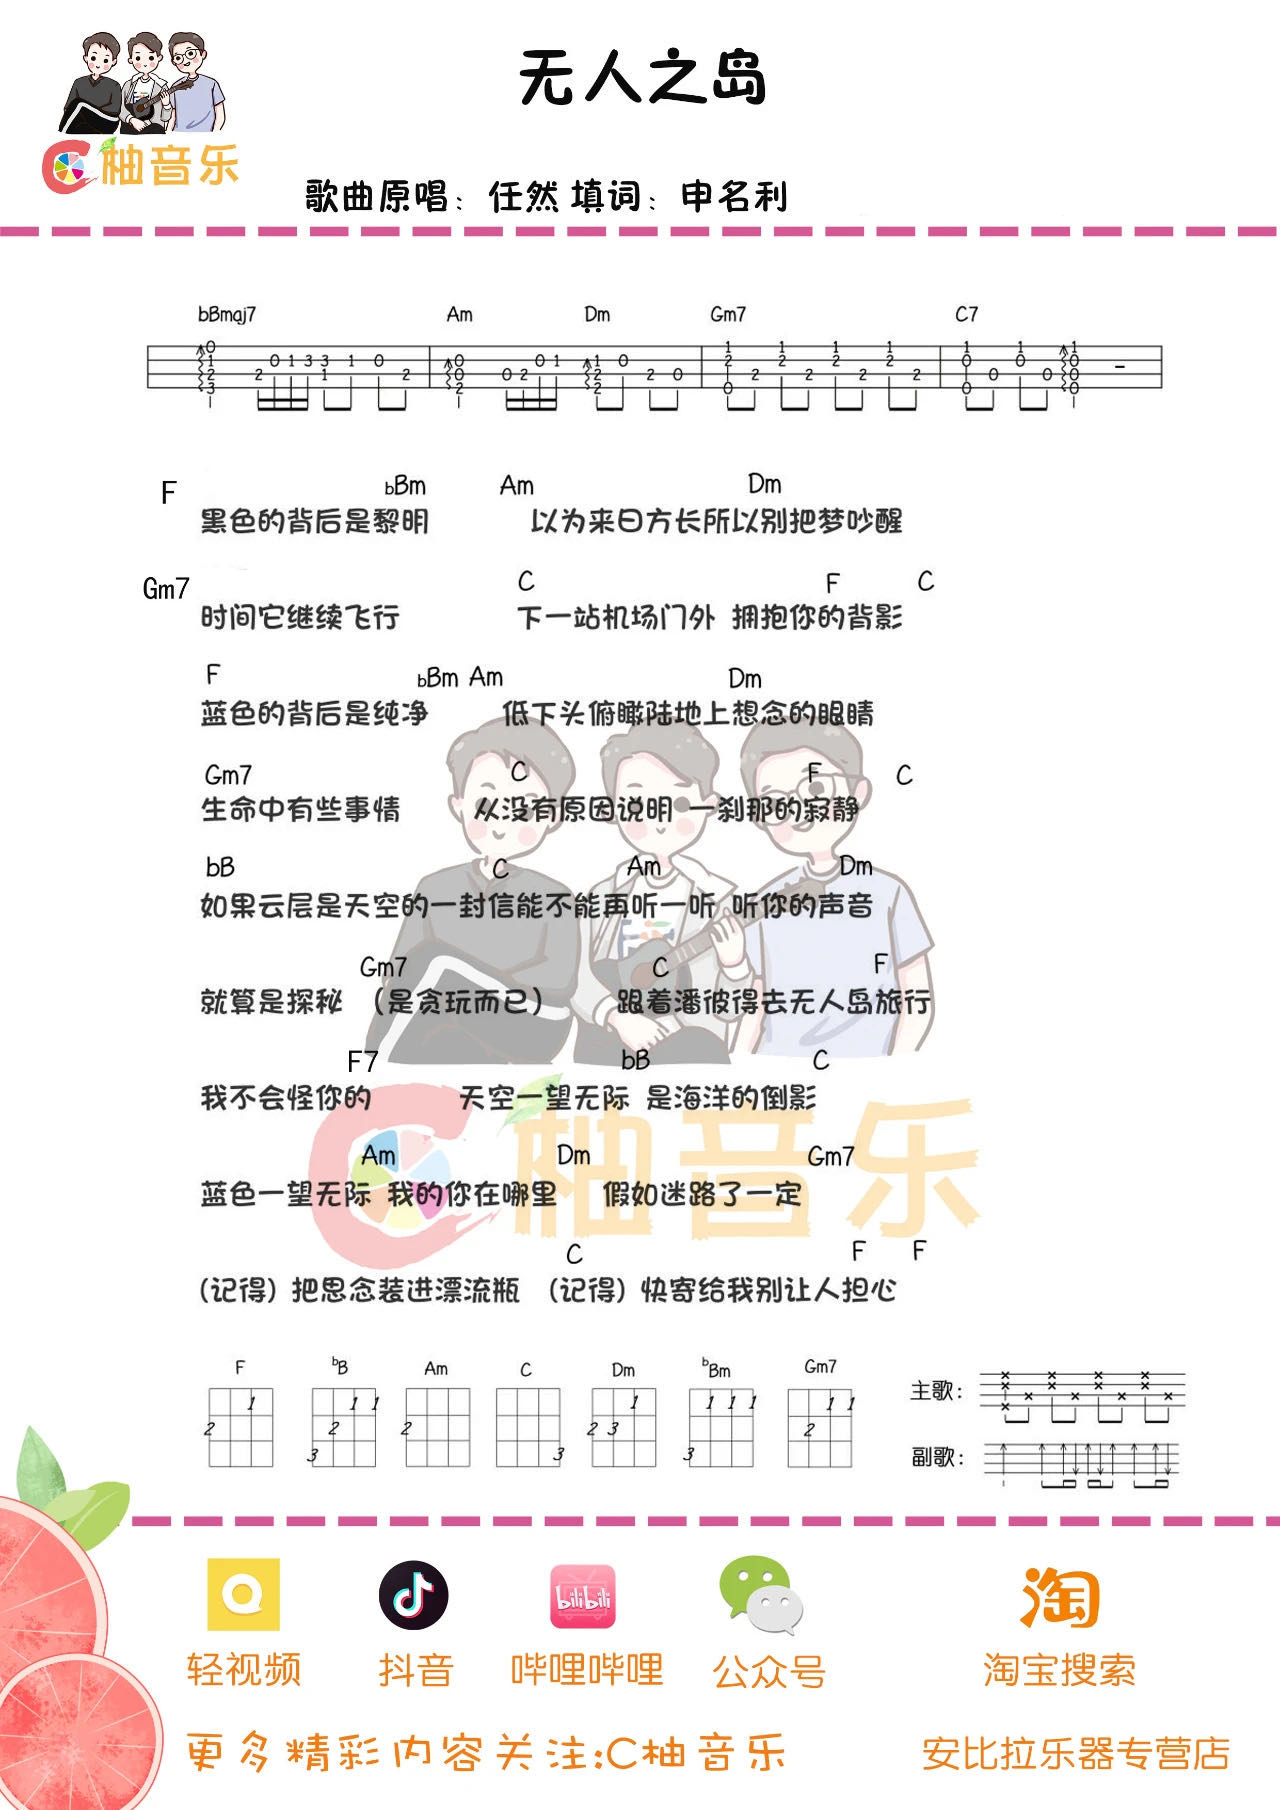 无人之岛
C柚音乐
歌曲原唱：任然 填词：申名利
bBmaj7 Am Dm Gm7 C7
F bBm Am Dm
黑色的背后是黎明 以为来日方长所以别把梦吵醒
Gm7 C F C
时间它继续飞行 下一站机场门外 拥抱你的背影
F bBm Am Dm
蓝色的背后是纯净 低下头俯瞰陆地上想念的眼睛
Gm7 C F C
生命中有些事情 从没有原因说明 一刹那的寂静
bB C Am Dm
如果云层是天空的一封信能不能再听一听 听你的声音
Gm7 C F
就算是探秘 （是贪玩而已） 跟着潘彼得去无人岛旅行
F7 bB C
我不会怪你的 天空一望无际 是海洋的倒影
Am Dm Gm7
蓝色一望无际 我的你在哪里 假如迷路了一定
C F F
(记得) 把思念装进漂流瓶 (记得) 快寄给我别让人担心
C柚音乐
F bB Am C Dm bBm Gm7
主歌：
副歌：
bilibili
淘
轻视频 抖音 哔哩哔哩 公众号 淘宝搜索
更多精彩内容关注:C柚音乐 安比拉乐器专营店